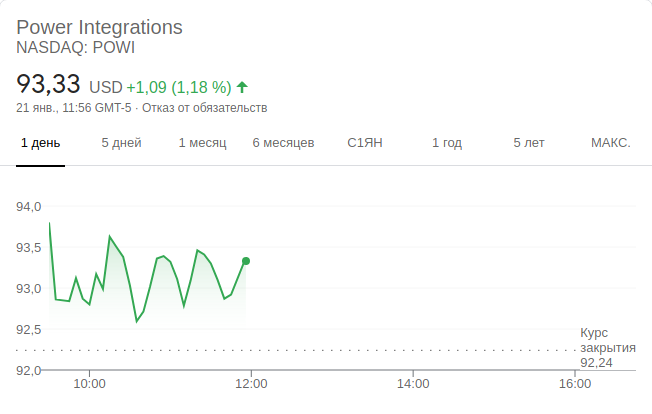 Power Integrations
NASDAQ: POWI
93,33 USD +1,09 (1,18 %)
21 янв., 11:56 GMT-5 · Отказ от обязательств
1 день 5 дней 1 месяц 6 месяцев С1ЯН 1 год 5 лет МАКС.
94,0
93,5
93,0
92,5
Курс
закрытия
92,24
92,0
10:00 12:00 14:00 16:00